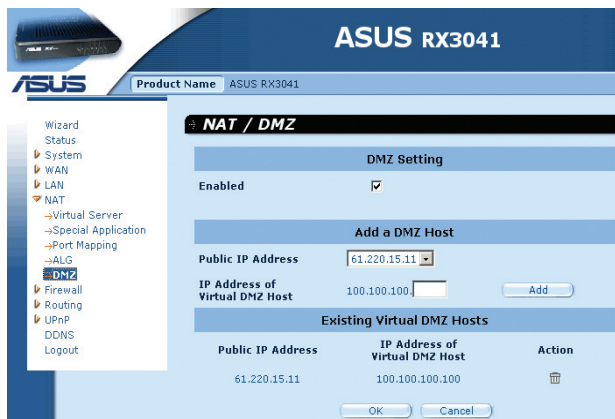 ASUS RX3041
ASUS
Product Name ASUS RX3041
Wizard
Status
System
WAN
LAN
NAT
Virtual Server
Special Application
Port Mapping
ALG
DMZ
Firewall
Routing
UPnP
DDNS
Logout
NAT / DMZ
DMZ Setting
Enabled
Add a DMZ Host
Public IP Address 61.220.15.11
IP Address of
Virtual DMZ Host 100.100.100. Add
Existing Virtual DMZ Hosts
Public IP Address IP Address of
Virtual DMZ Host Action
61.220.15.11 100.100.100.100
OK Cancel